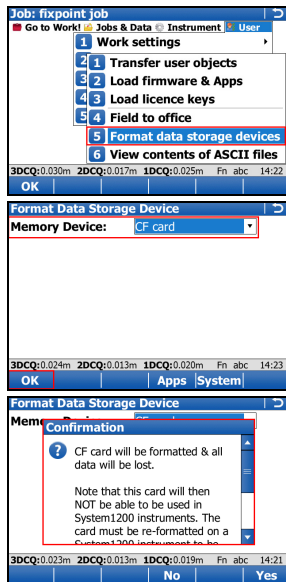 Job: fixpoint job
Go to Work! Jobs & Data Instrument User
1 Work settings
2 1 Transfer user objects
3 2 Load firmware & Apps
4 3 Load licence keys
5 4 Field to office
5 Format data storage devices
6 View contents of ASCII files
3DCQ:0.030m 2DCQ:0.017m 1DCQ:0.025m Fn abc 14:22
OK
Format Data Storage Device
Memory Device: CF card
3DCQ:0.024m 2DCQ:0.013m 1DCQ:0.020m Fn abc 14:23
OK Apps System
Format Data Storage Device
Confirmation
CF card will be formatted & all
data will be lost.
Note that this card will then
NOT be able to be used in
System1200 instruments. The
card must be re-formatted on a
System1200 instrument to be
3DCQ:0.023m 2DCQ:0.013m 1DCQ:0.019m Fn abc 14:21
No Yes